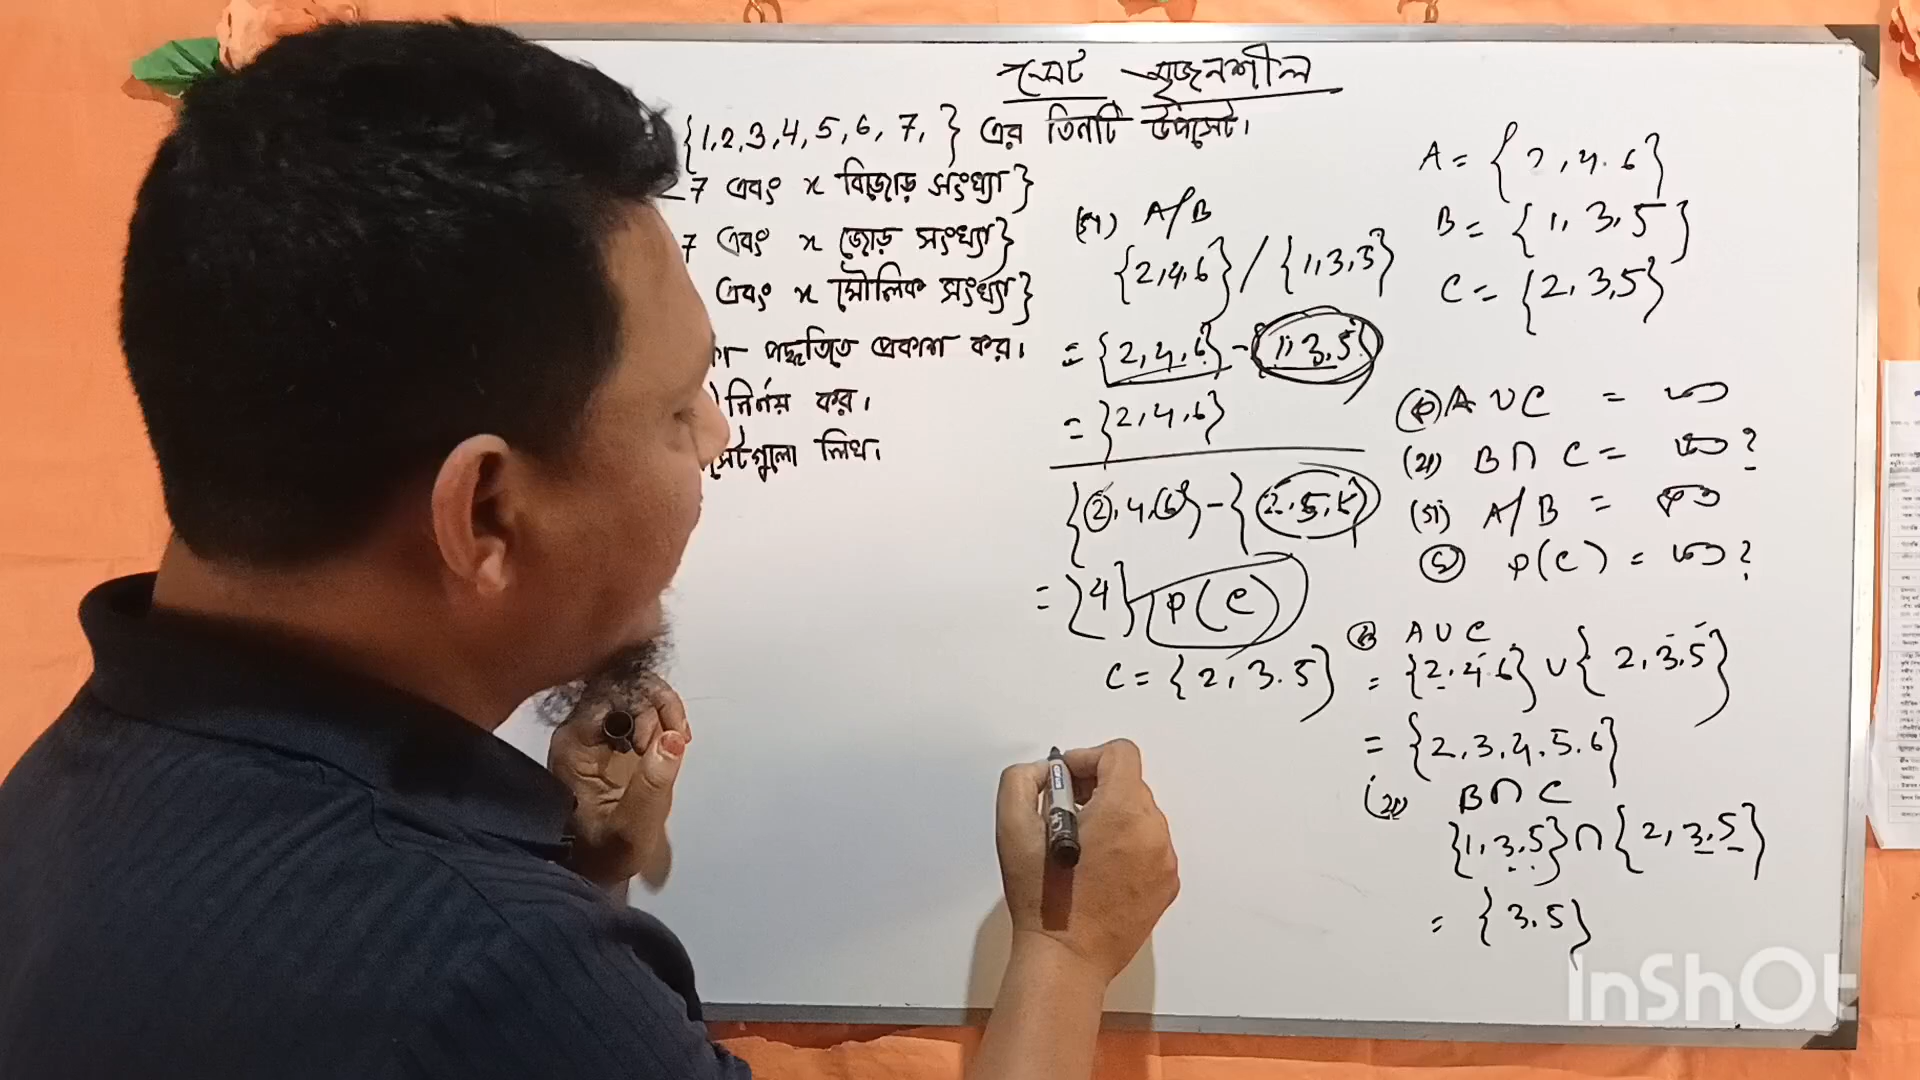 সেট সৃজনশীল
{1,2,3,4,5,6, 7, } এর তিনটি উপসেট।
7 এবং x বিজোড় সংখ্যা}
7 এবং x জোড় সংখ্যা}
এবং x মৌলিক সংখ্যা}
পদ্ধতিতে প্রকাশ কর।
নির্ণয় কর।
সেটগুলো লিখ।
(গ) A/B
{2,4,6} / {1,3,5}
= {2,4,6} - {1,3,5}
= {2,4,6}
{2,4,6} - {2,5,6}
= {4}
P(C)
C = {2,3.5}
A = {2,4.6}
B = {1,3,5}
C = {2,3,5}
(ক) A ∪ C = কত
(খ) B ∩ C = কত?
(গ) A/B = কত
P(C) = কত?
(ক) A ∪ C
= {2,4.6} ∪ {2,3.5}
= {2,3,4.5.6}
(খ) B ∩ C
{1,3.5} ∩ {2,3.5}
= {3.5}
InShOt